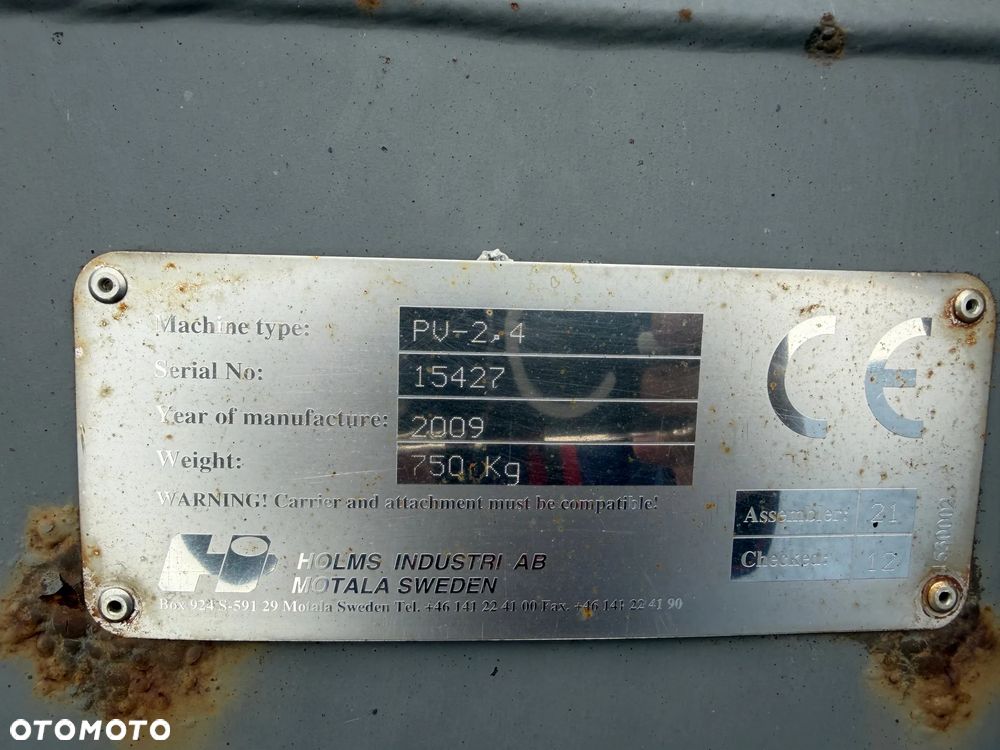 Machine type: PV-2.4
Serial No: 15427
Year of manufacture: 2009
Weight: 750 Kg
WARNING! Carrier and attachment must be compatible!
CE
Assembler: 21
Checked: 12
HOLMS INDUSTRI AB
MOTALA SWEDEN
Box 924 S-591 29 Motala Sweden Tel. +46 141 22 41 00 Fax. +46 141 22 41 90
OTOMOTO